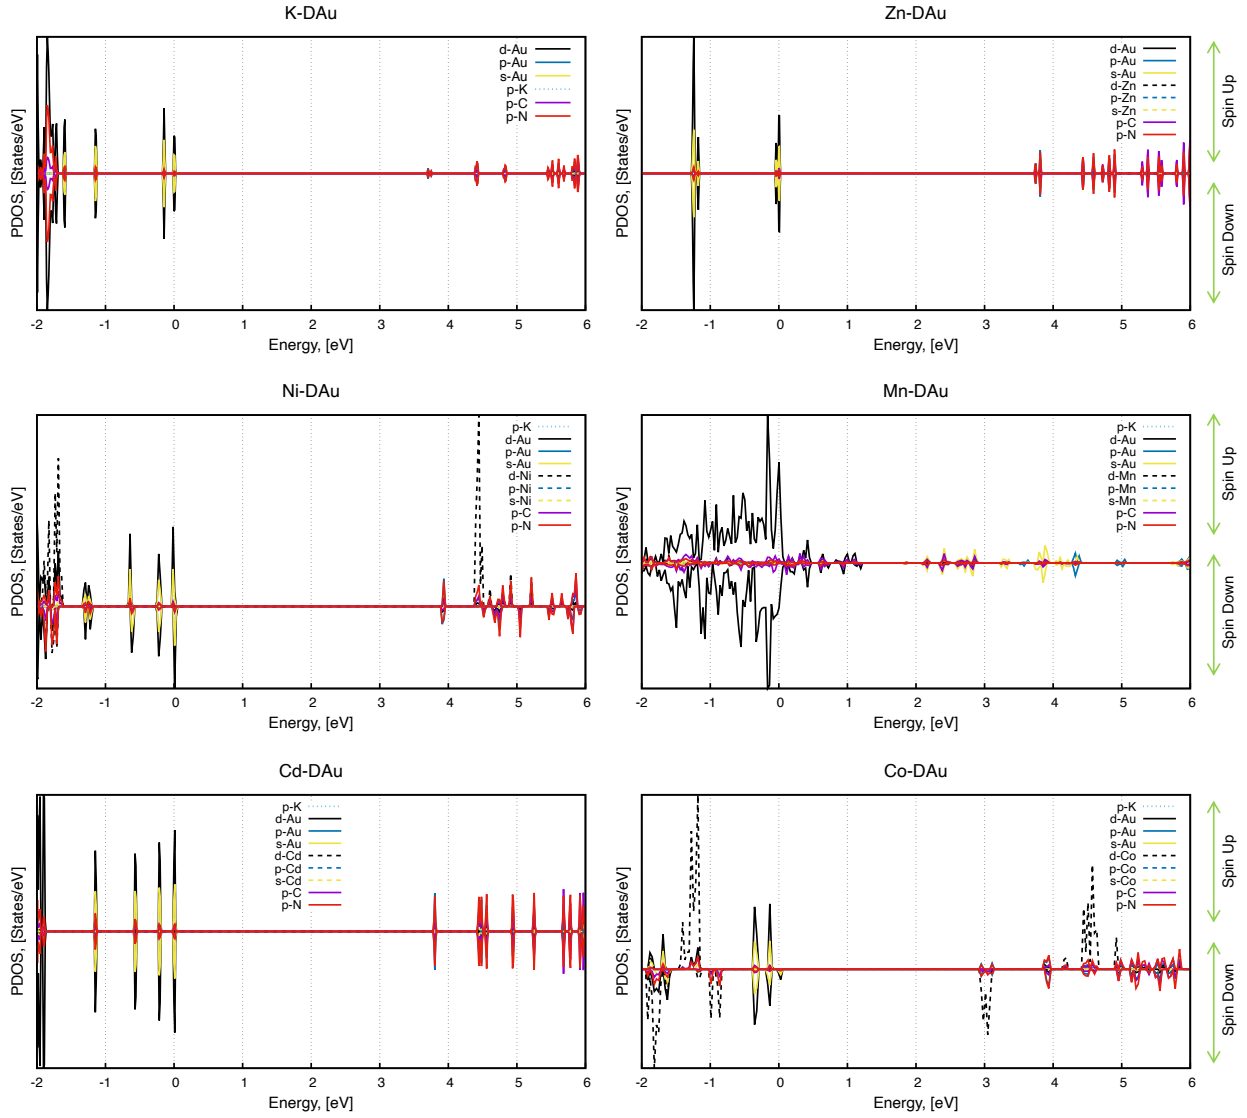 K-DAu
Zn-DAu
PDOS, [States/eV]
d-Au
p-Au
s-Au
p-K
p-C
p-N
-2 -1 0 1 2 3 4 5 6
Energy, [eV]
PDOS, [States/eV]
d-Au
p-Au
s-Au
d-Zn
p-Zn
s-Zn
p-C
p-N
-2 -1 0 1 2 3 4 5 6
Energy, [eV]
Spin Up
Spin Down
Ni-DAu
Mn-DAu
PDOS, [States/eV]
p-K
d-Au
p-Au
s-Au
d-Ni
p-Ni
s-Ni
p-C
p-N
-2 -1 0 1 2 3 4 5 6
Energy, [eV]
PDOS, [States/eV]
p-K
d-Au
p-Au
s-Au
d-Mn
p-Mn
s-Mn
p-C
p-N
-2 -1 0 1 2 3 4 5 6
Energy, [eV]
Spin Up
Spin Down
Cd-DAu
Co-DAu
PDOS, [States/eV]
p-K
d-Au
p-Au
s-Au
d-Cd
p-Cd
s-Cd
p-C
p-N
-2 -1 0 1 2 3 4 5 6
Energy, [eV]
PDOS, [States/eV]
p-K
d-Au
p-Au
s-Au
d-Co
p-Co
s-Co
p-C
p-N
-2 -1 0 1 2 3 4 5 6
Energy, [eV]
Spin Up
Spin Down